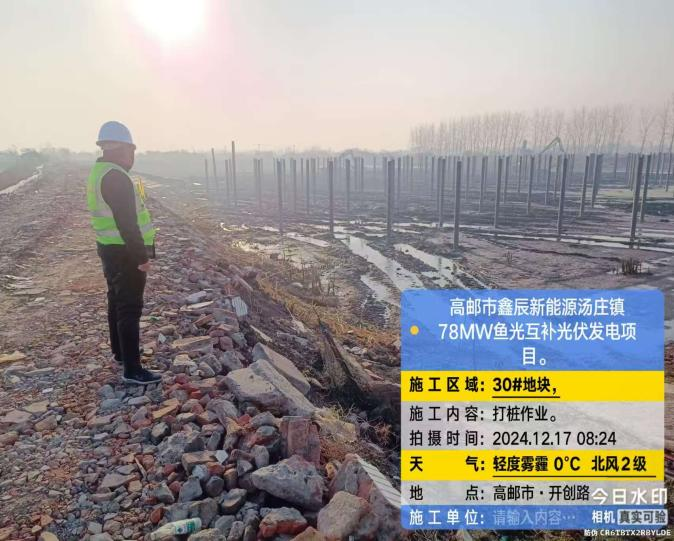 高邮市鑫辰新能源汤庄镇
78MW鱼光互补光伏发电项
目。
施工区域：30#地块，
施工内容：打桩作业。
拍摄时间：2024.12.17 08:24
天气：轻度雾霾 0℃ 北风2级
地点：高邮市·开创路
今日水印
施工单位：请输入内容…
相机 真实可验
防伪 CR6TBTX2RBYLDE